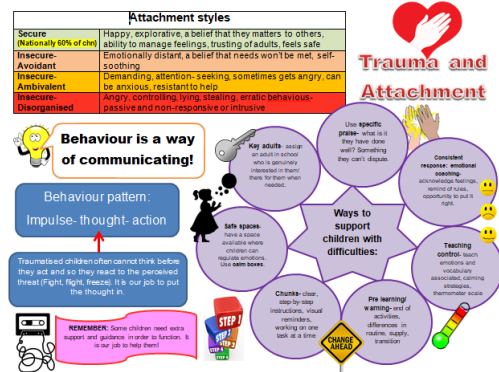 Attachment styles
Secure
(Nationally 60% of chn)
Happy, explorative, a belief that they matters to others,
ability to manage feelings, trusting of adults, feels safe
Insecure-
Avoidant
Emotionally distant, a belief that needs won't be met, self-
soothing
Insecure-
Ambivalent
Demanding, attention- seeking, sometimes gets angry, can
be anxious, resistant to help
Insecure-
Disorganised
Angry, controlling, lying, stealing, erratic behaviours-
passive and non-responsive or intrusive
Trauma and
Attachment
Behaviour is a way
of communicating!
Behaviour pattern:
Impulse- thought- action
Traumatised children often cannot think before
they act and so they react to the perceived
threat (Fight, flight, freeze). It is our job to put
the thought in.
REMEMBER: Some children need extra
support and guidance in order to function. It
is our job to help them!
Ways to
support
children with
difficulties:
Use specific
praise- what is it
they have done
well? Something
they can't dispute.
Consistent
response: emotional
coaching-
acknowledge feelings,
remind of rules,
opportunity to put it
right.
Teaching
control- teach
emotions and
vocabulary
associated, calming
strategies,
thermometer scale
Pre learning/
warning- end of
activities,
differences in
routine, supply,
transition
Chunks- clear,
step-by-step
instructions, visual
reminders,
working on one
task at a time
Safe spaces-
have a space
available where
children can
regulate emotions.
Use calm boxes.
Key adults- assign
an adult in school
who is genuinely
interested in them/
there for them when
needed.
STEP 1
STEP 2
STEP 3
STEP 4
CHANGE
AHEAD